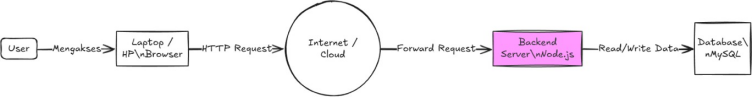 User
Mengakses
Laptop /
HP\nBrowser
HTTP Request
Internet /
Cloud
Forward Request
Backend
Server\nNode.js
Read/Write Data
Database\
nMySQL